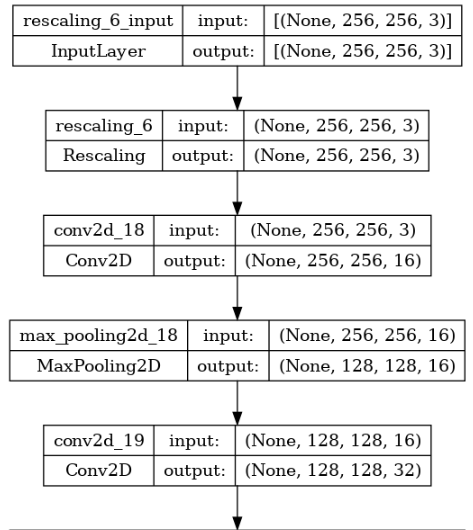 rescaling_6_input input: [(None, 256, 256, 3)]
InputLayer output: [(None, 256, 256, 3)]
rescaling_6 input: (None, 256, 256, 3)
Rescaling output: (None, 256, 256, 3)
conv2d_18 input: (None, 256, 256, 3)
Conv2D output: (None, 256, 256, 16)
max_pooling2d_18 input: (None, 256, 256, 16)
MaxPooling2D output: (None, 128, 128, 16)
conv2d_19 input: (None, 128, 128, 16)
Conv2D output: (None, 128, 128, 32)